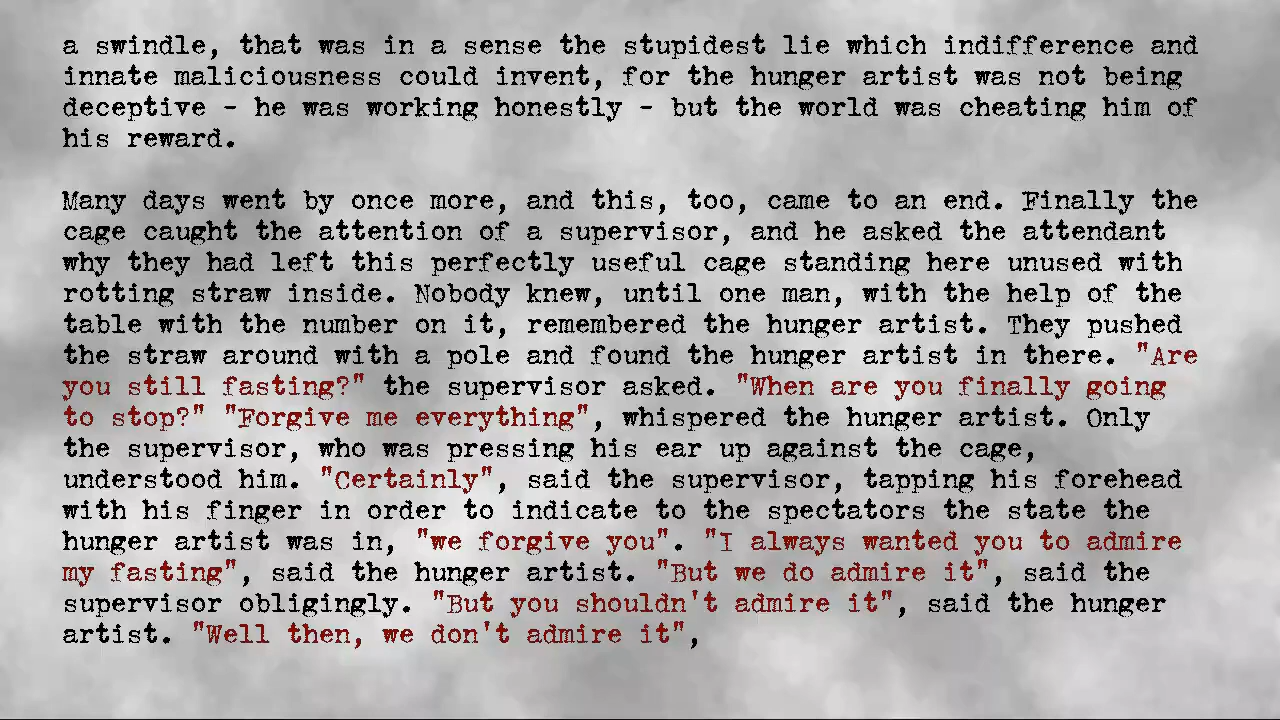 a swindle, that was in a sense the stupidest lie which indifference and
innate maliciousness could invent, for the hunger artist was not being
deceptive - he was working honestly - but the world was cheating him of
his reward.
Many days went by once more, and this, too, came to an end. Finally the
cage caught the attention of a supervisor, and he asked the attendant
why they had left this perfectly useful cage standing here unused with
rotting straw inside. Nobody knew, until one man, with the help of the
table with the number on it, remembered the hunger artist. They pushed
the straw around with a pole and found the hunger artist in there. "Are
you still fasting?" the supervisor asked. "When are you finally going
to stop?" "Forgive me everything", whispered the hunger artist. Only
the supervisor, who was pressing his ear up against the cage,
understood him. "Certainly", said the supervisor, tapping his forehead
with his finger in order to indicate to the spectators the state the
hunger artist was in, "we forgive you". "I always wanted you to admire
my fasting", said the hunger artist. "But we do admire it", said the
supervisor obligingly. "But you shouldn't admire it", said the hunger
artist. "Well then, we don't admire it",